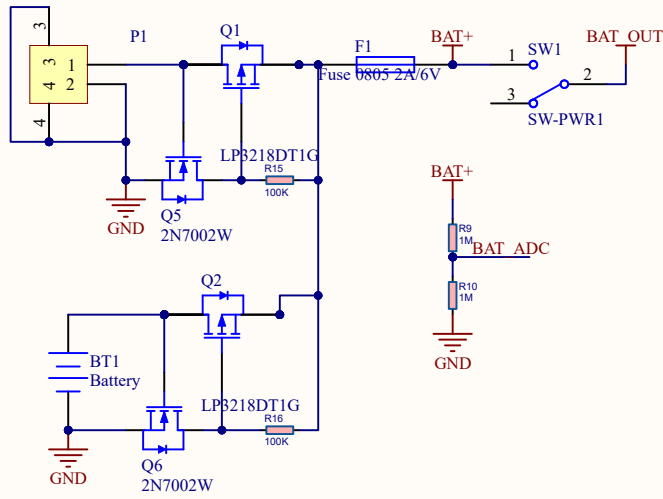 3
P1
Q1
F1
BAT+
BAT_OUT
1
SW1
3
1
4
2
Fuse 0805 2A/6V
2
3
SW-PWR1
4
LP3218DT1G
R15
100K
Q5
2N7002W
GND
BAT+
R9
1M
BAT_ADC
R10
1M
GND
Q2
BT1
Battery
LP3218DT1G
R16
100K
Q6
2N7002W
GND